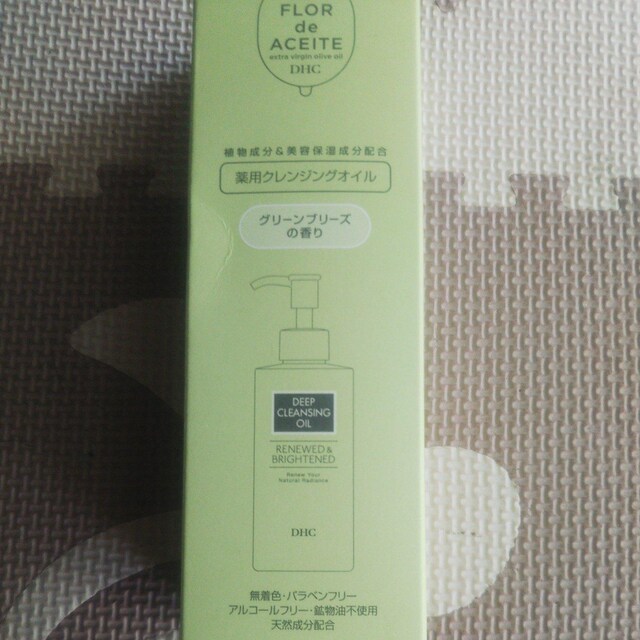 FLOR
de
ACEITE
extra virgin olive oil
DHC
植物成分&美容保湿成分配合
薬用クレンジングオイル
グリーンブリーズ
の香り
DEEP
CLEANSING
OIL
RENEWED &
BRIGHTENED
Renew Your
Natural Radiance
DHC
無着色・パラベンフリー
アルコールフリー・鉱物油不使用
天然成分配合